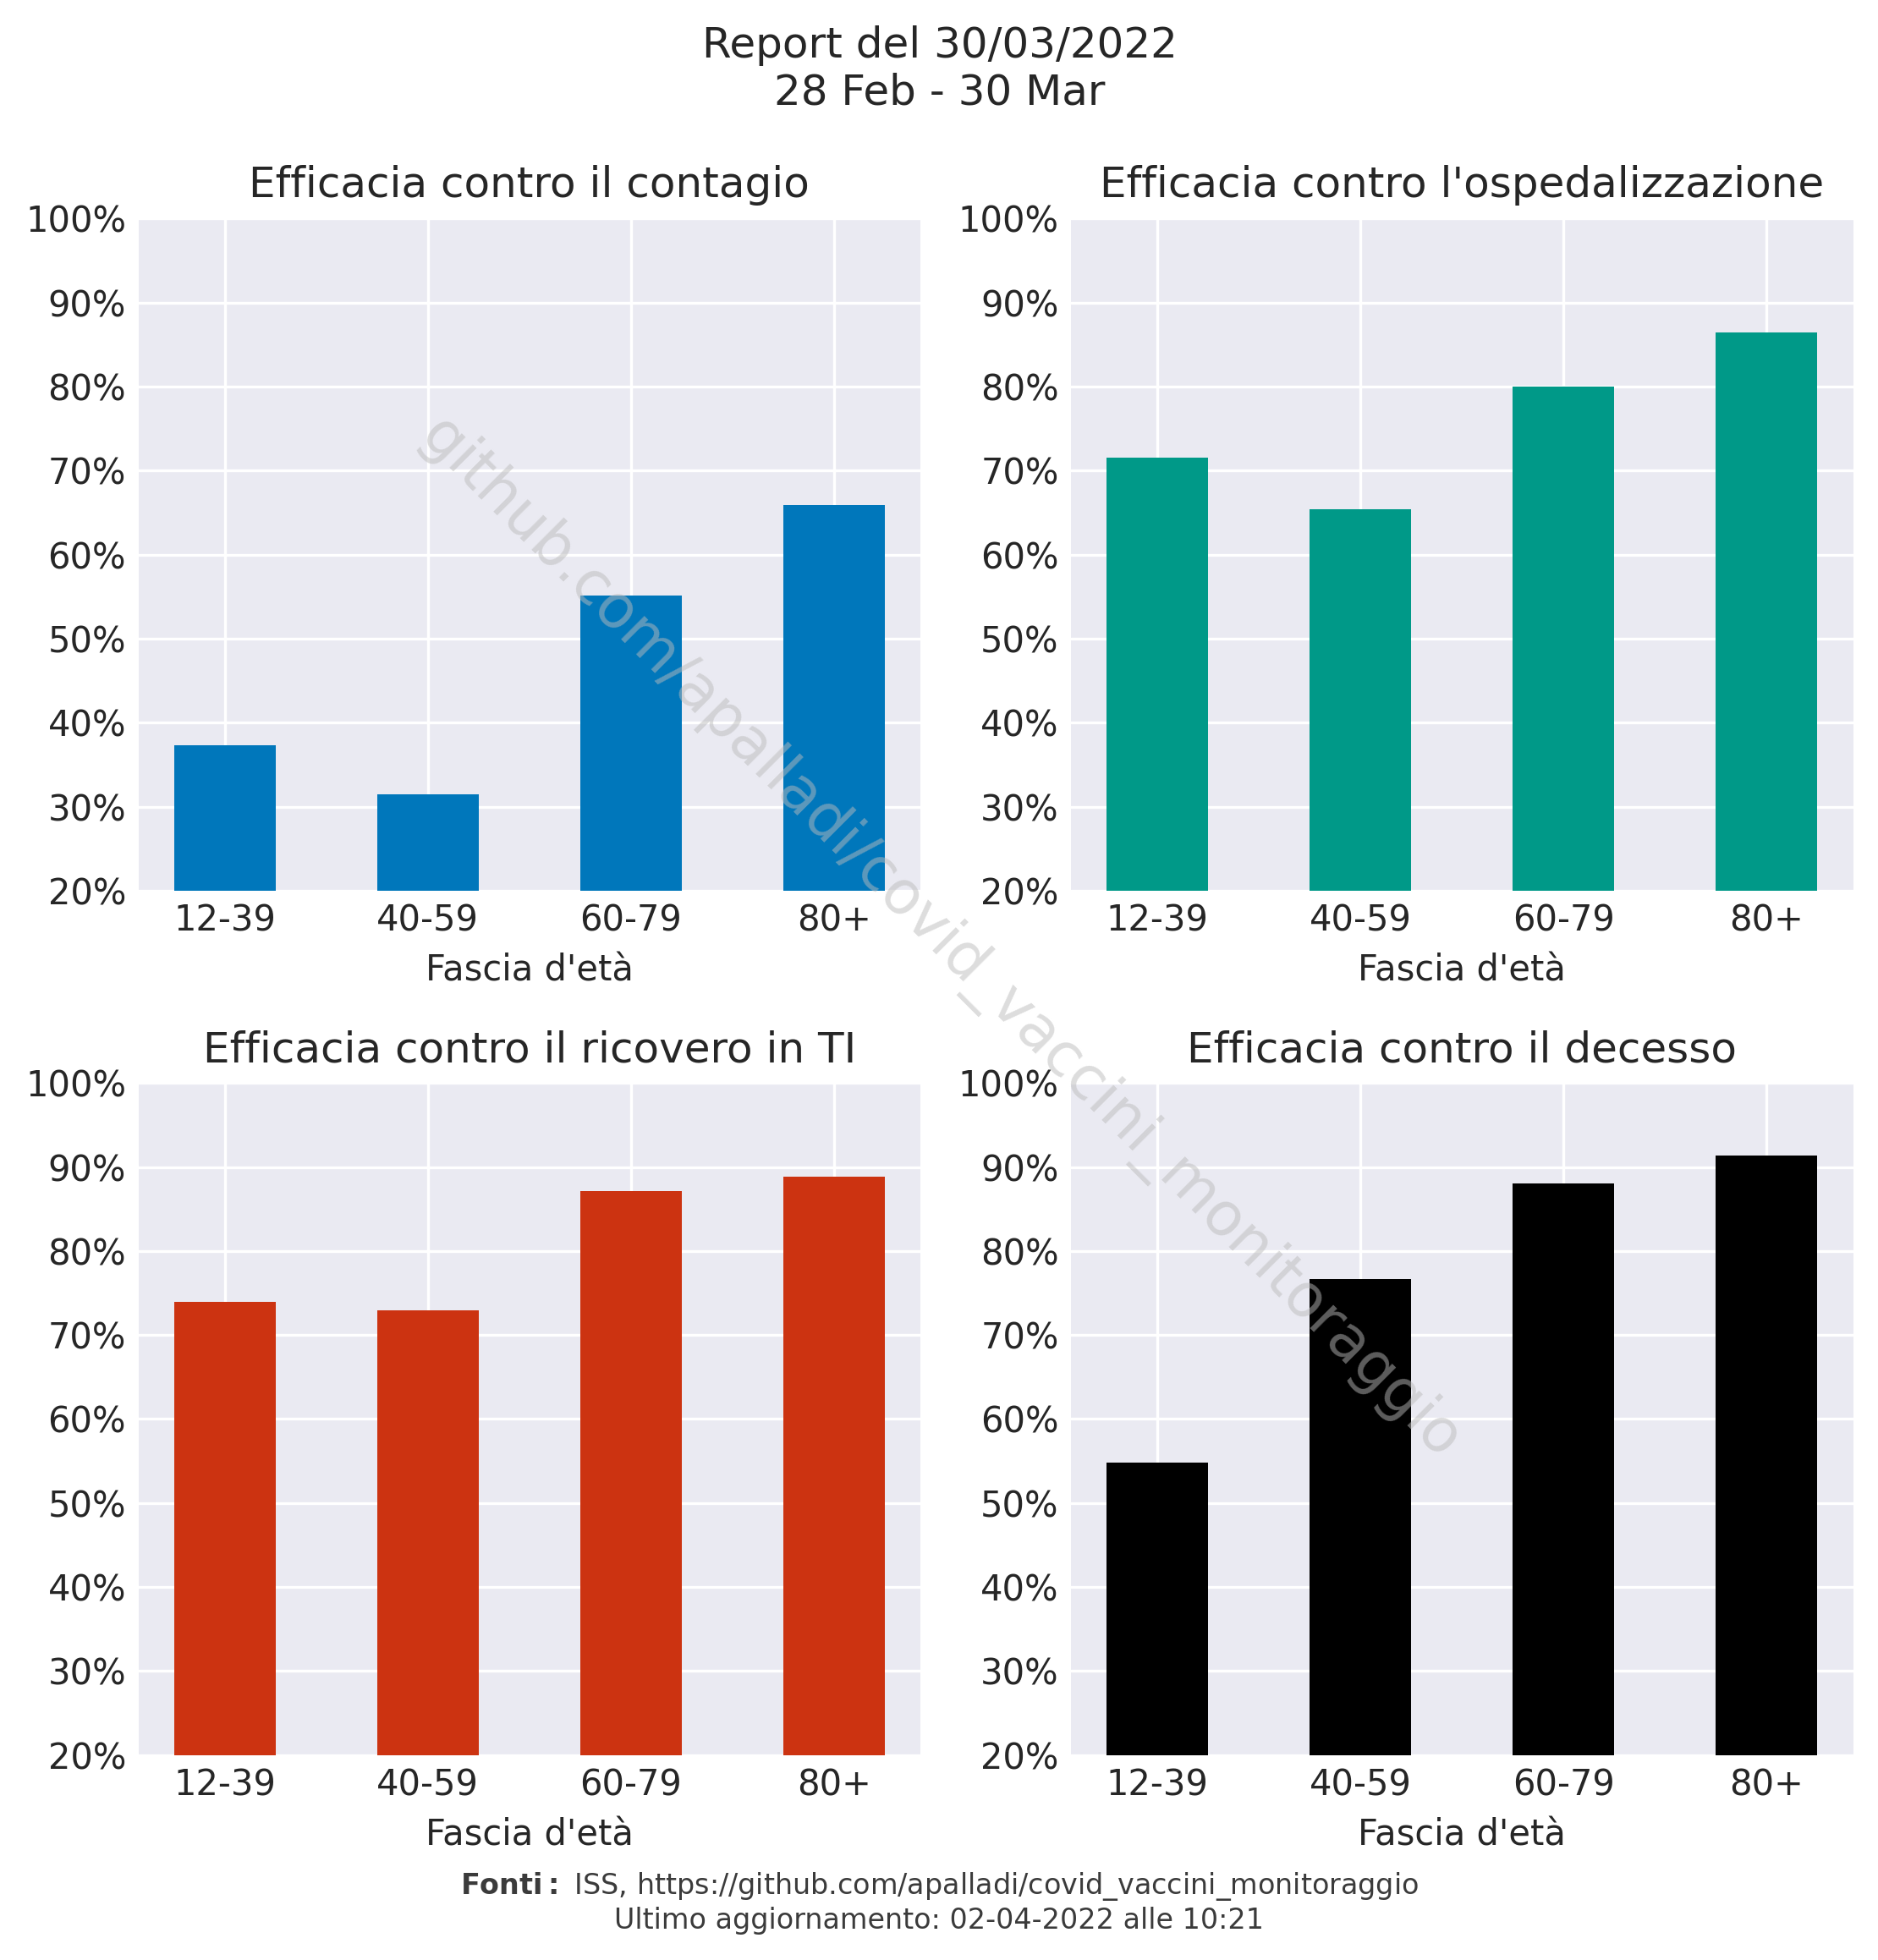 Report del 30/03/2022
28 Feb - 30 Mar
Efficacia contro il contagio
100%
90%
80%
70%
60%
50%
40%
30%
20%
12-39 40-59 60-79 80+
Fascia d'età
Efficacia contro l'ospedalizzazione
100%
90%
80%
70%
60%
50%
40%
30%
20%
12-39 40-59 60-79 80+
Fascia d'età
Efficacia contro il ricovero in TI
100%
90%
80%
70%
60%
50%
40%
30%
20%
12-39 40-59 60-79 80+
Fascia d'età
Efficacia contro il decesso
100%
90%
80%
70%
60%
50%
40%
30%
20%
12-39 40-59 60-79 80+
Fascia d'età
github.com/apalladi/covid_vaccini_monitoraggio
Fonti: ISS, https://github.com/apalladi/covid_vaccini_monitoraggio
Ultimo aggiornamento: 02-04-2022 alle 10:21